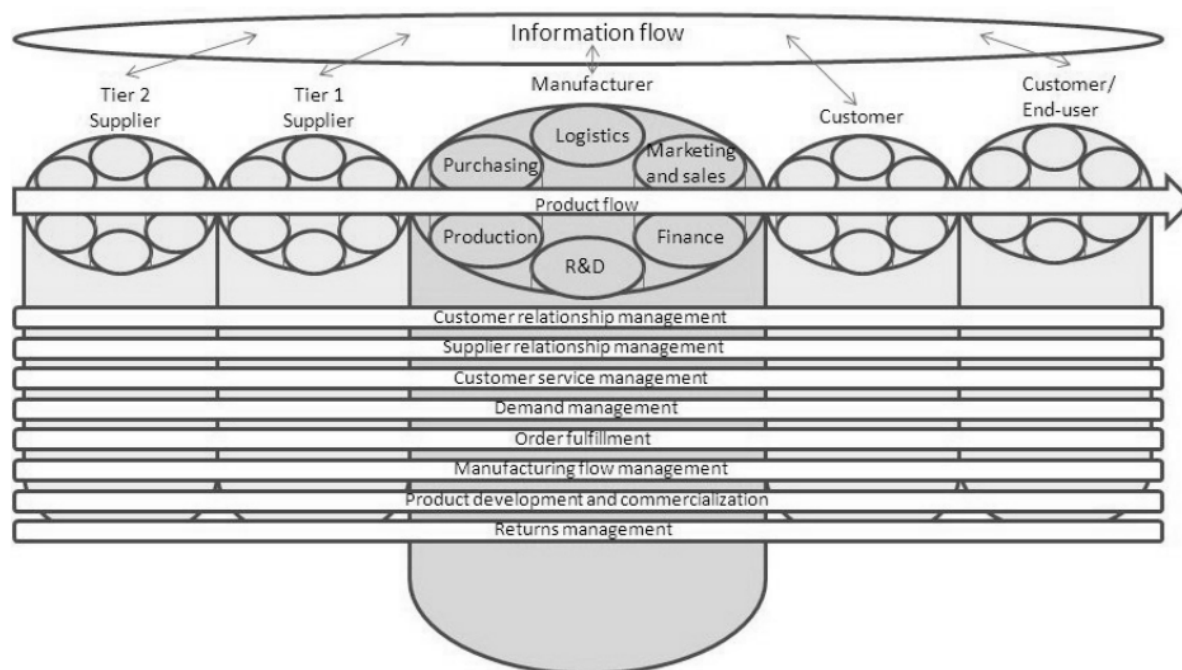 Information flow
Tier 2
Supplier
Tier 1
Supplier
Manufacturer
Customer
Customer/
End-user
Logistics
Purchasing
Marketing
and sales
Product flow
Production
Finance
R&D
Customer relationship management
Supplier relationship management
Customer service management
Demand management
Order fulfillment
Manufacturing flow management
Product development and commercialization
Returns management